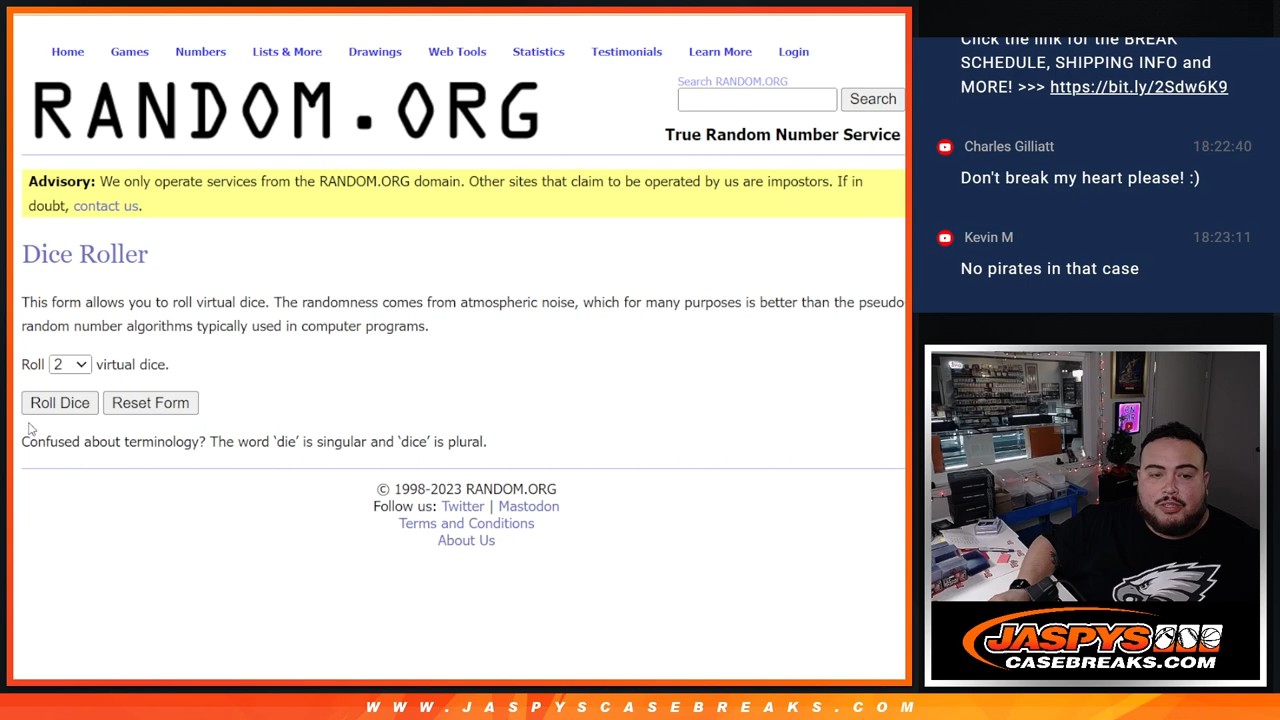 Home Games Numbers Lists & More Drawings Web Tools Statistics Testimonials Learn More Login
RANDOM.ORG
Search RANDOM.ORG
Search
True Random Number Service
Advisory: We only operate services from the RANDOM.ORG domain. Other sites that claim to be operated by us are impostors. If in
doubt, contact us.
Dice Roller
This form allows you to roll virtual dice. The randomness comes from atmospheric noise, which for many purposes is better than the pseudo-
random number algorithms typically used in computer programs.
Roll 2 virtual dice.
Roll Dice Reset Form
Confused about terminology? The word ‘die’ is singular and ‘dice’ is plural.
© 1998-2023 RANDOM.ORG
Follow us: Twitter | Mastodon
Terms and Conditions
About Us
Click the link for the BREAK
SCHEDULE, SHIPPING INFO and
MORE! >>> https://bit.ly/2Sdw6K9
Charles Gilliatt 18:22:40
Don't break my heart please! :)
Kevin M 18:23:11
No pirates in that case
JASPYS
CASEBREAKS.COM
WWW.JASPYSCASEBREAKS.COM